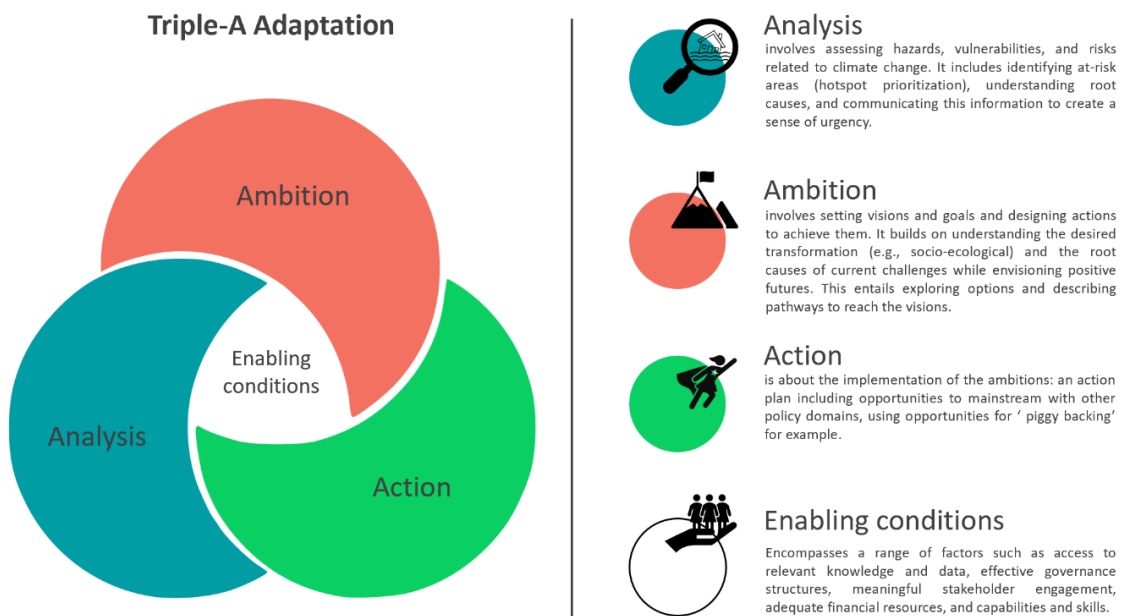 Triple-A Adaptation
Ambition
Enabling
conditions
Analysis
Action
Analysis
involves assessing hazards, vulnerabilities, and risks
related to climate change. It includes identifying at-risk
areas (hotspot prioritization), understanding root
causes, and communicating this information to create a
sense of urgency.
Ambition
involves setting visions and goals and designing actions
to achieve them. It builds on understanding the desired
transformation (e.g., socio-ecological) and the root
causes of current challenges while envisioning positive
futures. This entails exploring options and describing
pathways to reach the visions.
Action
is about the implementation of the ambitions: an action
plan including opportunities to mainstream with other
policy domains, using opportunities for ‘ piggy backing’
for example.
Enabling conditions
Encompasses a range of factors such as access to
relevant knowledge and data, effective governance
structures, meaningful stakeholder engagement,
adequate financial resources, and capabilities and skills.